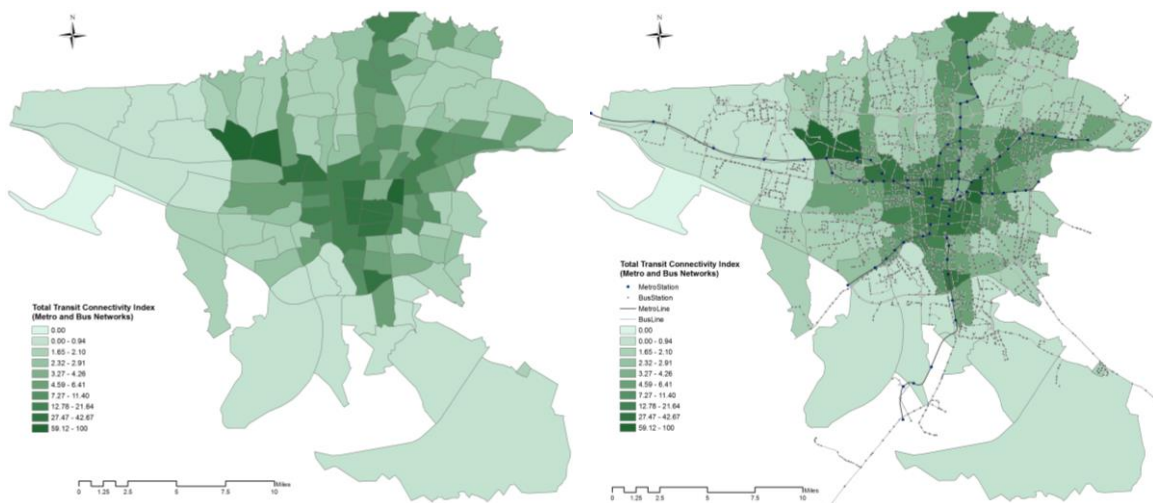 N
Total Transit Connectivity Index
(Metro and Bus Networks)
0.00
0.00 - 0.94
1.65 - 2.10
2.32 - 2.91
3.27 - 4.26
4.59 - 6.41
7.27 - 11.40
12.78 - 21.64
27.47 - 42.67
59.12 - 100
0 1.25 2.5 5 7.5 10
Miles
N
Total Transit Connectivity Index
(Metro and Bus Networks)
MetroStation
BusStation
MetroLine
BusLine
0.00
0.00 - 0.94
1.65 - 2.10
2.32 - 2.91
3.27 - 4.26
4.59 - 6.41
7.27 - 11.40
12.78 - 21.64
27.47 - 42.67
59.12 - 100
0 1.25 2.5 5 7.5 10
Miles